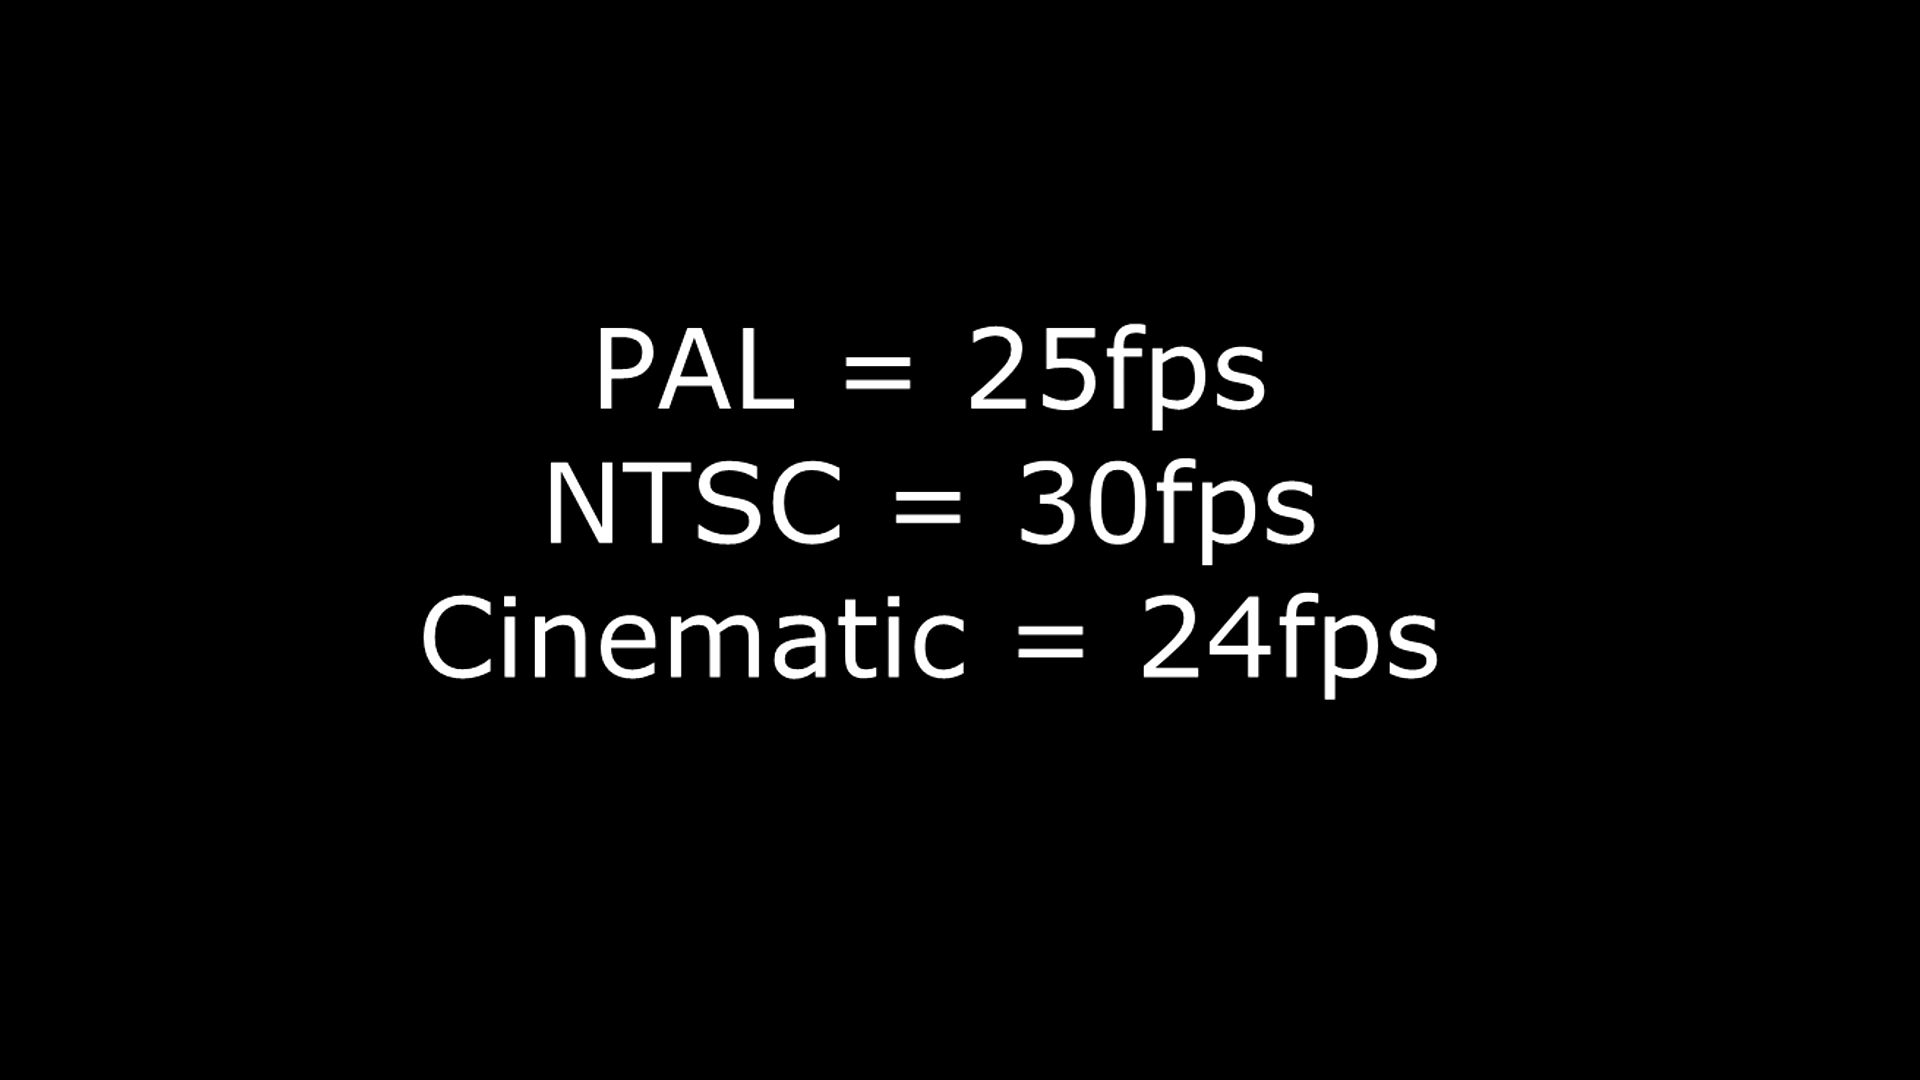 PAL = 25fps
NTSC = 30fps
Cinematic = 24fps